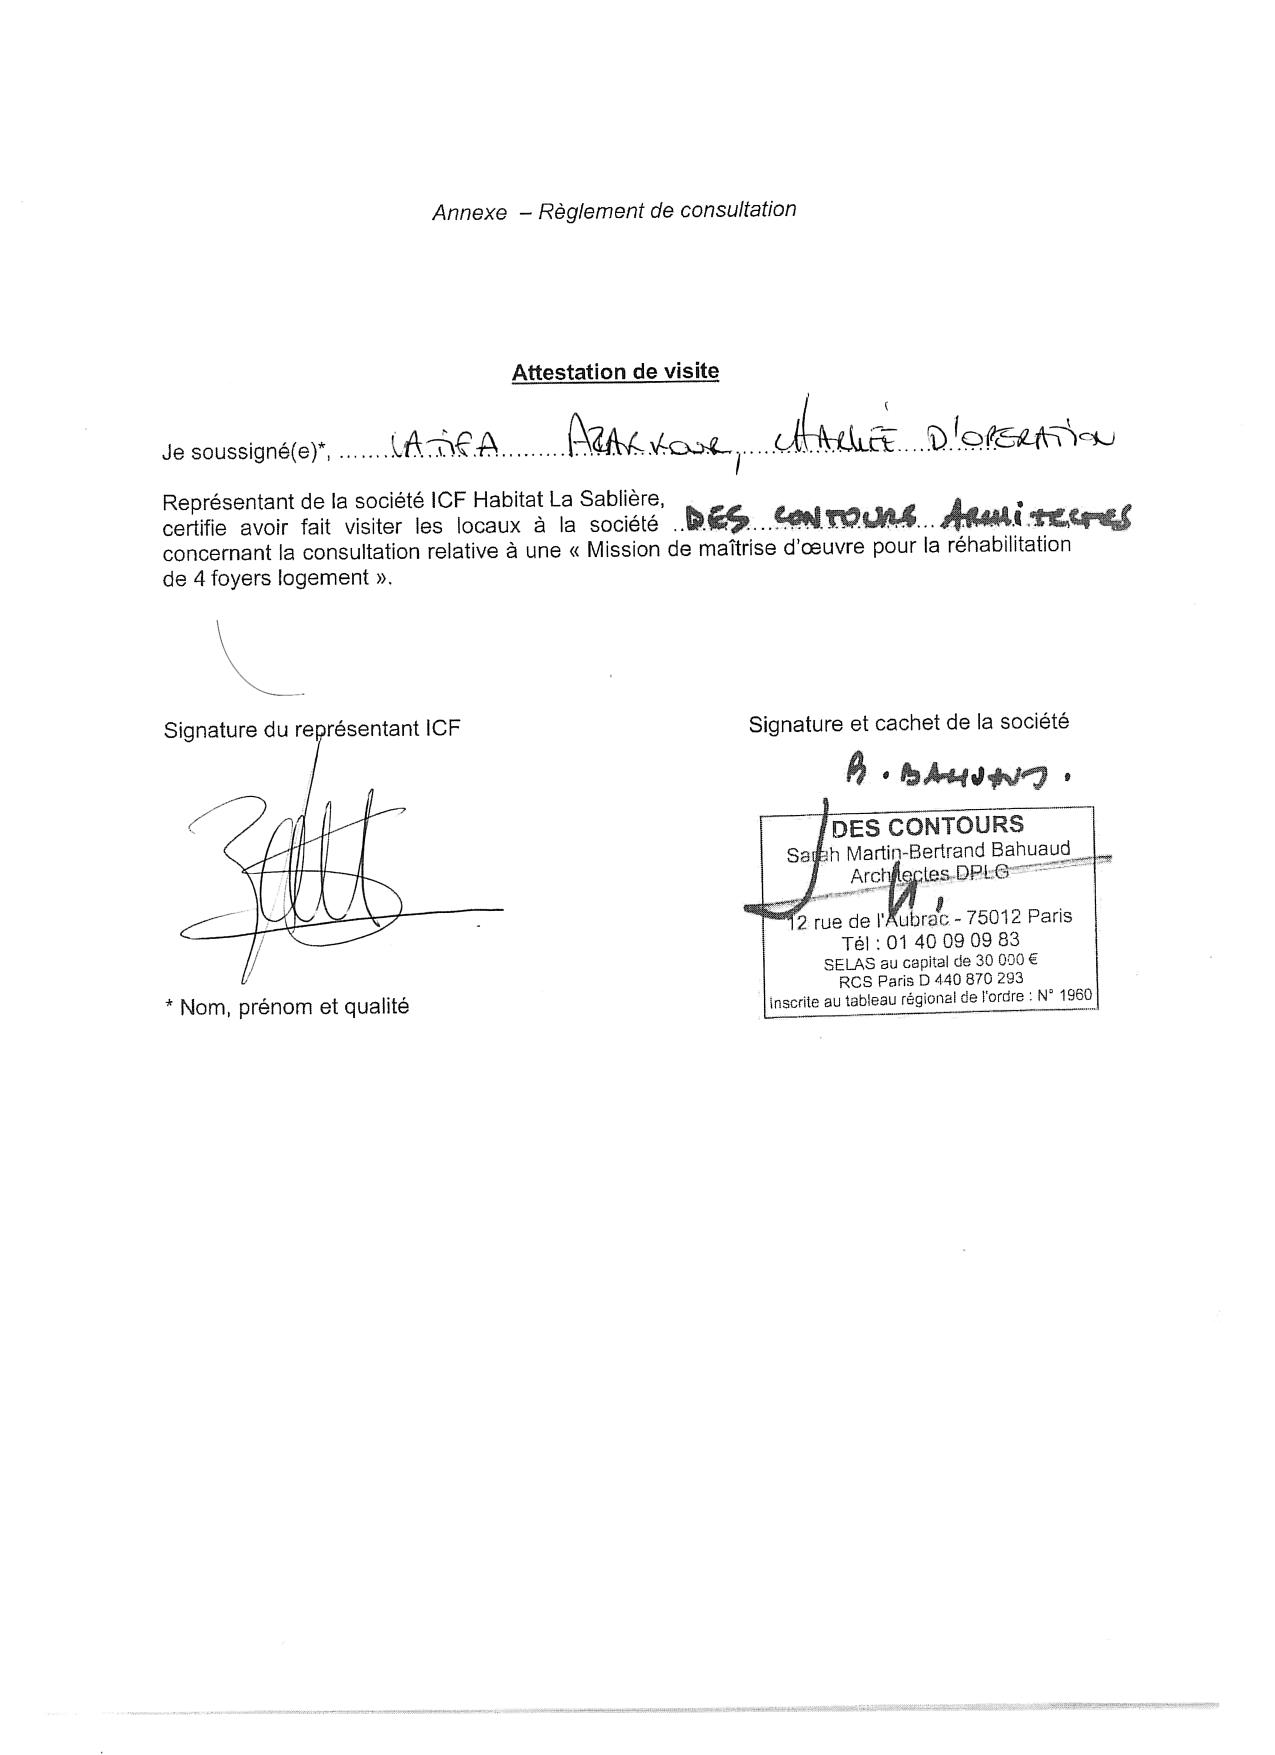 Annexe – Règlement de consultation
Attestation de visite
Je soussigné(e)*, ....... LATIFA ......... , CHARGÉE D'OPERATION
Représentant de la société ICF Habitat La Sablière,
certifie avoir fait visiter les locaux à la société ..DES CONTOURS ARCHITECTES
concernant la consultation relative à une « Mission de maîtrise d'œuvre pour la réhabilitation
de 4 foyers logement ».
Signature du représentant ICF
Signature et cachet de la société
B. BAHUAUD.
DES CONTOURS
Sarah Martin-Bertrand Bahuaud
Architectes DPLG
12 rue de l'Aubrac - 75012 Paris
Tél : 01 40 09 09 83
SELAS au capital de 30 000 €
RCS Paris D 440 870 293
Inscrite au tableau régional de l'ordre : N° 1960
* Nom, prénom et qualité